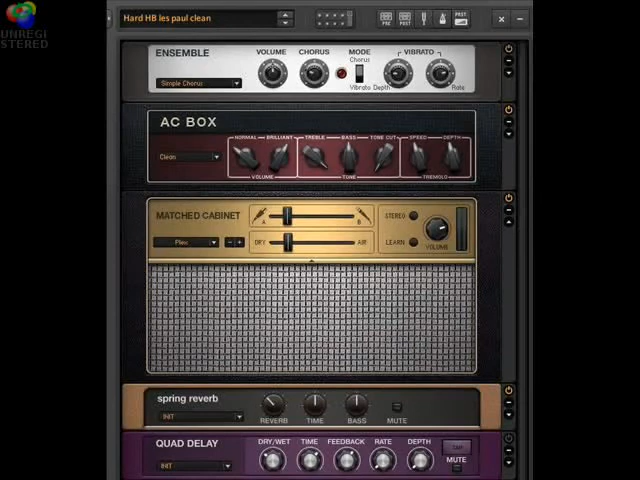 UNREGI
STERED
Hard HB les paul clean
PRE
POST
PRST
ENSEMBLE
VOLUME
CHORUS
MODE
VIBRATO
Chorus
Simple Chorus
Vibrato
Depth
Rate
AC BOX
NORMAL
BRILLIANT
TREBLE
BASS
TONE CUT
SPEED
DEPTH
Clean
VOLUME
TONE
TREMOLO
MATCHED CABINET
A
B
STEREO
Plex
DRY
AIR
LEARN
VOLUME
spring reverb
INIT
REVERB
TIME
BASS
MUTE
QUAD DELAY
DRY/WET
TIME
FEEDBACK
RATE
DEPTH
TAP
INIT
MUTE